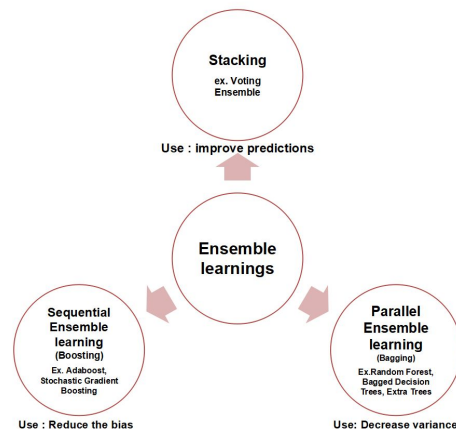 Stacking
ex. Voting
Ensemble
Use : improve predictions
Ensemble
learnings
Sequential
Ensemble
learning
(Boosting)
Ex. Adaboost,
Stochastic Gradient
Boosting
Use : Reduce the bias
Parallel
Ensemble
learning
(Bagging)
Ex.Random Forest,
Bagged Decision
Trees, Extra Trees
Use: Decrease variance